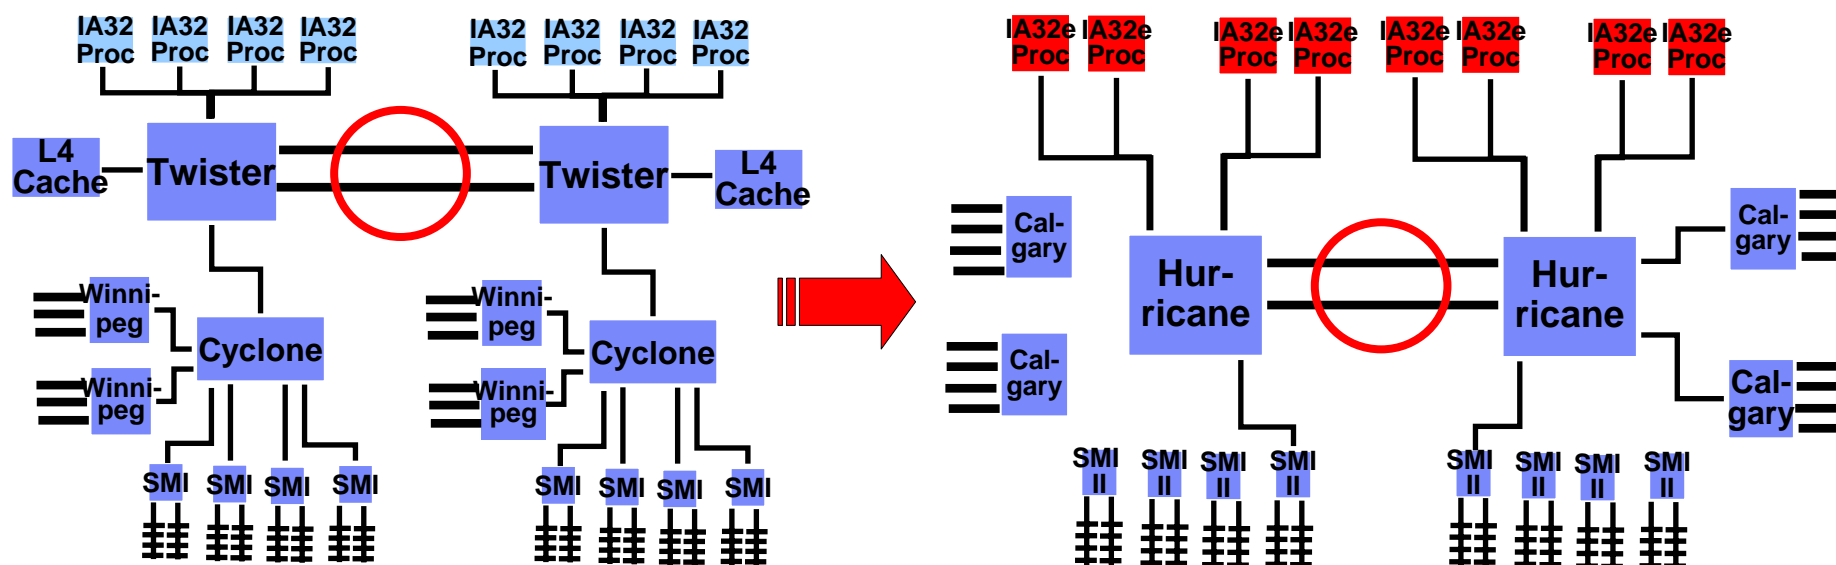 IA32
Proc
IA32
Proc
IA32
Proc
IA32
Proc
L4
Cache
Twister
Winni-
peg
Winni-
peg
Cyclone
SMI
SMI
SMI
SMI
IA32
Proc
IA32
Proc
IA32
Proc
IA32
Proc
Twister
L4
Cache
Winni-
peg
Winni-
peg
Cyclone
SMI
SMI
SMI
SMI
IA32e
Proc
IA32e
Proc
IA32e
Proc
IA32e
Proc
IA32e
Proc
IA32e
Proc
IA32e
Proc
IA32e
Proc
Cal-
gary
Hur-
ricane
Hur-
ricane
Cal-
gary
Cal-
gary
Cal-
gary
SMI
II
SMI
II
SMI
II
SMI
II
SMI
II
SMI
II
SMI
II
SMI
II